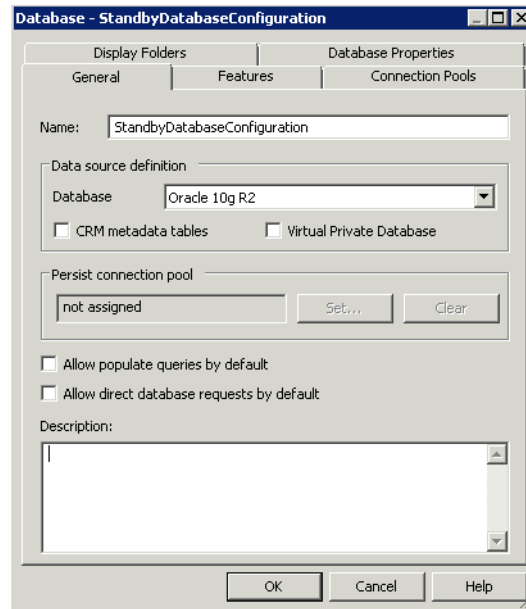 Database - StandbyDatabaseConfiguration
Display Folders Database Properties
General Features Connection Pools
Name: StandbyDatabaseConfiguration
Data source definition
Database Oracle 10g R2
CRM metadata tables Virtual Private Database
Persist connection pool
not assigned Set... Clear
Allow populate queries by default
Allow direct database requests by default
Description:
OK Cancel Help